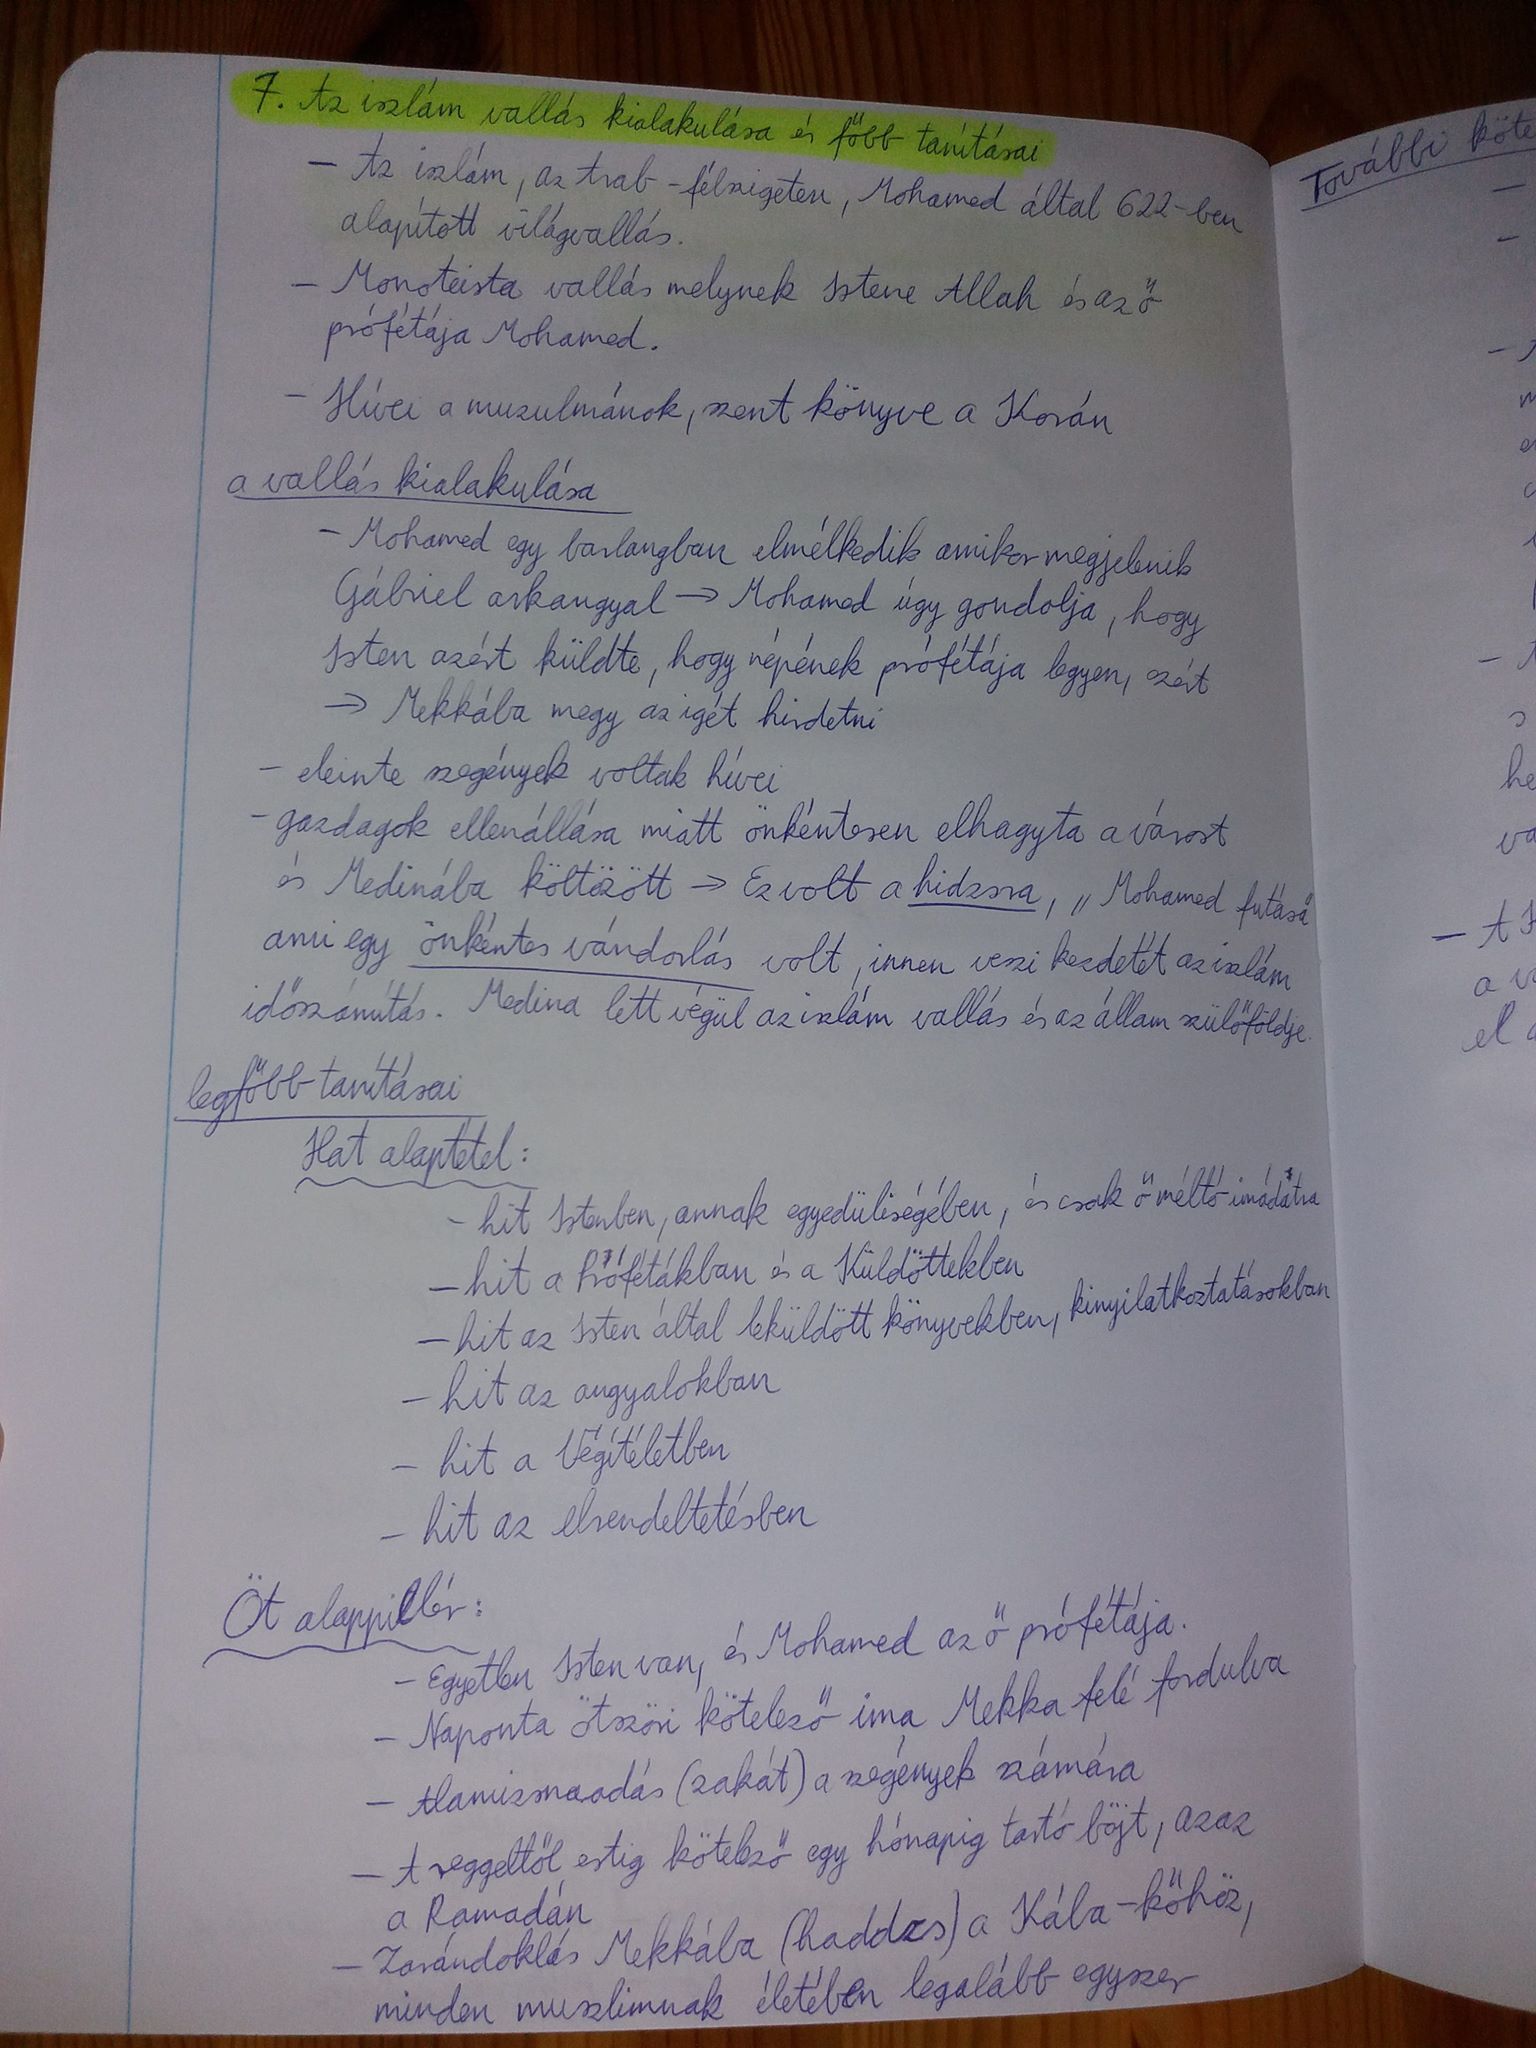 7. Az iszlám vallás kialakulása és főbb tanításai
- Az iszlám, az Arab-félszigeten, Mohamed által 622-ben
alapított világvallás.
- Monoteista vallás melynek Istene Allah és az ő
prófétája Mohamed.
- Hívei a muzulmánok, szent könyve a Korán
a vallás kialakulása
- Mohamed egy barlangban elmélkedik amikor megjelenik
Gábriel arkangyal → Mohamed úgy gondolja, hogy
Isten azért küldte, hogy népének prófétája legyen, ezért
→ Mekkába megy az igét hirdetni
- eleinte szegények voltak hívei
- gazdagok ellenállása miatt önkéntesen elhagyta a várost
és Medinába költözött → Ez volt a hidzsra, „Mohamed futása"
ami egy önkéntes vándorlás volt, innen veszi kezdetét az iszlám
időszámítás. Medina lett végül az iszlám vallás és az állam szülőföldje.
legfőbb tanításai
Hat alaptétel:
- hit Istenben, annak egyedüliségében, és csak ő méltó imádatra
- hit a Prófétákban és a Küldöttekben
- hit az Isten által leküldött könyvekben, kinyilatkoztatásokban
- hit az angyalokban
- hit a Végítéletben
- hit az elrendeltetésben
Öt alappillér:
- Egyetlen Isten van, és Mohamed az ő prófétája.
- Naponta ötszöri kötelező ima Mekka felé fordulva
- Alamizsnaadás (zakát) a szegények számára
- A reggeltől estig kötelező egy hónapig tartó böjt, azaz
a Ramadán
- Zarándoklás Mekkába (haddzs) a Kába-kőhöz,
minden muszlimnak életében legalább egyszer
További